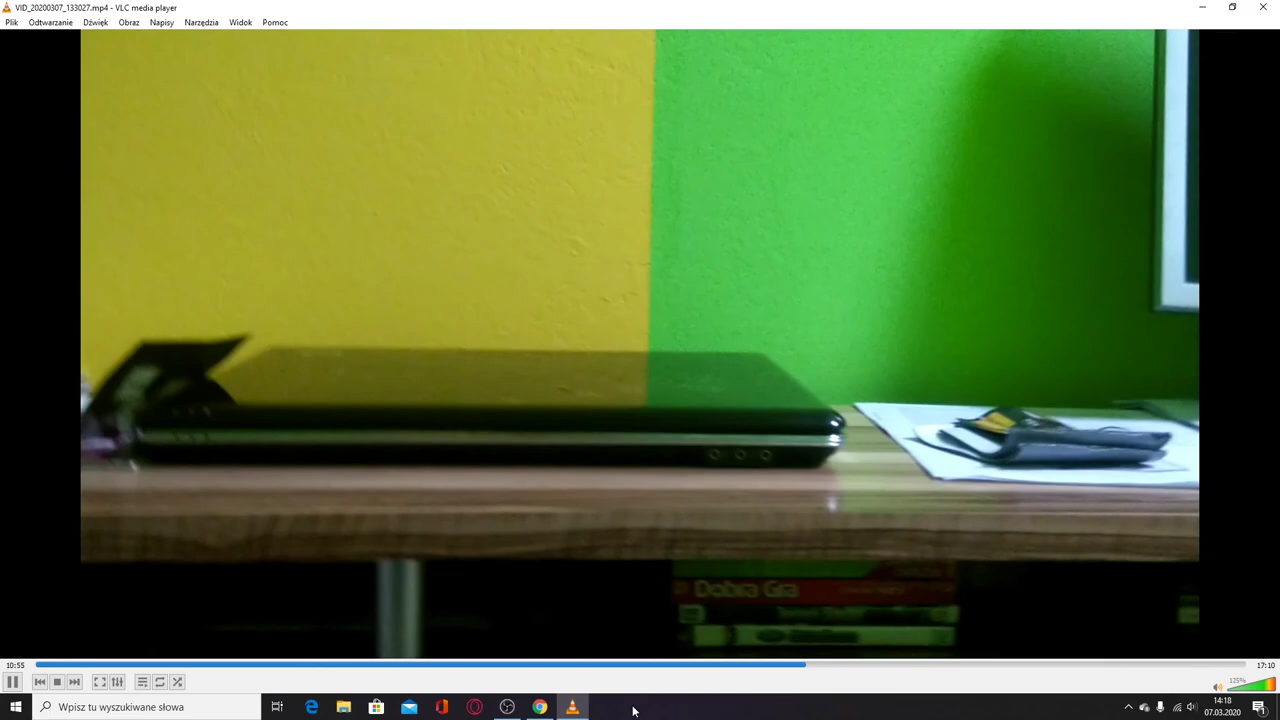 VID_20200307_133027.mp4 - VLC media player
Plik Odtwarzanie Dźwięk Obraz Napisy Narzędzia Widok Pomoc
Dobra Gra
10:55 17:10
125%
Wpisz tu wyszukiwane słowa
14:18
07.03.2020